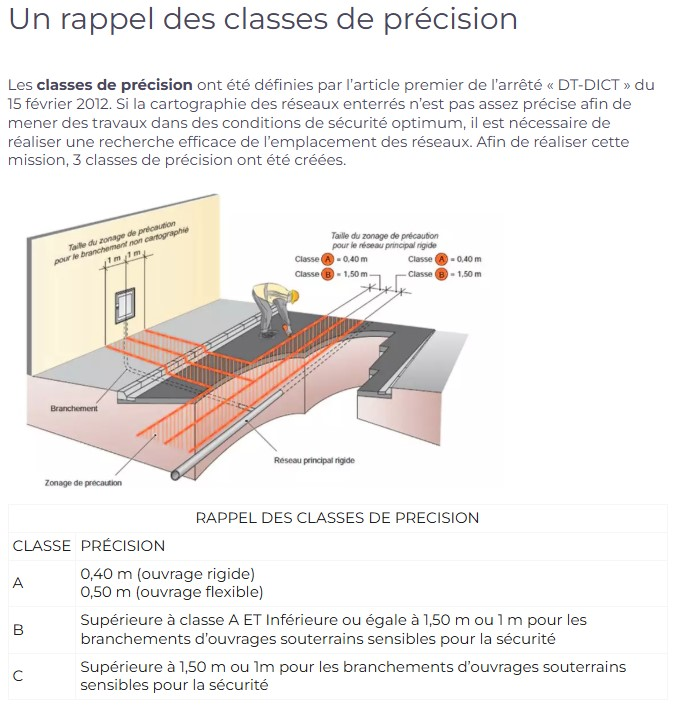 Un rappel des classes de précision
Les classes de précision ont été définies par l'article premier de l'arrêté « DT-DICT » du
15 février 2012. Si la cartographie des réseaux enterrés n'est pas assez précise afin de
mener des travaux dans des conditions de sécurité optimum, il est nécessaire de
réaliser une recherche efficace de l'emplacement des réseaux. Afin de réaliser cette
mission, 3 classes de précision ont été créées.
Taille du zonage de précaution
pour le branchement non cartographié
1 m 1 m
Taille du zonage de précaution
pour le réseau principal rigide
Classe A = 0,40 m Classe A = 0,40 m
Classe B = 1,50 m Classe B = 1,50 m
Branchement
Réseau principal rigide
Zonage de précaution
RAPPEL DES CLASSES DE PRECISION
CLASSE PRÉCISION
A
0,40 m (ouvrage rigide)
0,50 m (ouvrage flexible)
B
Supérieure à classe A ET Inférieure ou égale à 1,50 m ou 1 m pour les
branchements d'ouvrages souterrains sensibles pour la sécurité
C
Supérieure à 1,50 m ou 1m pour les branchements d'ouvrages souterrains
sensibles pour la sécurité